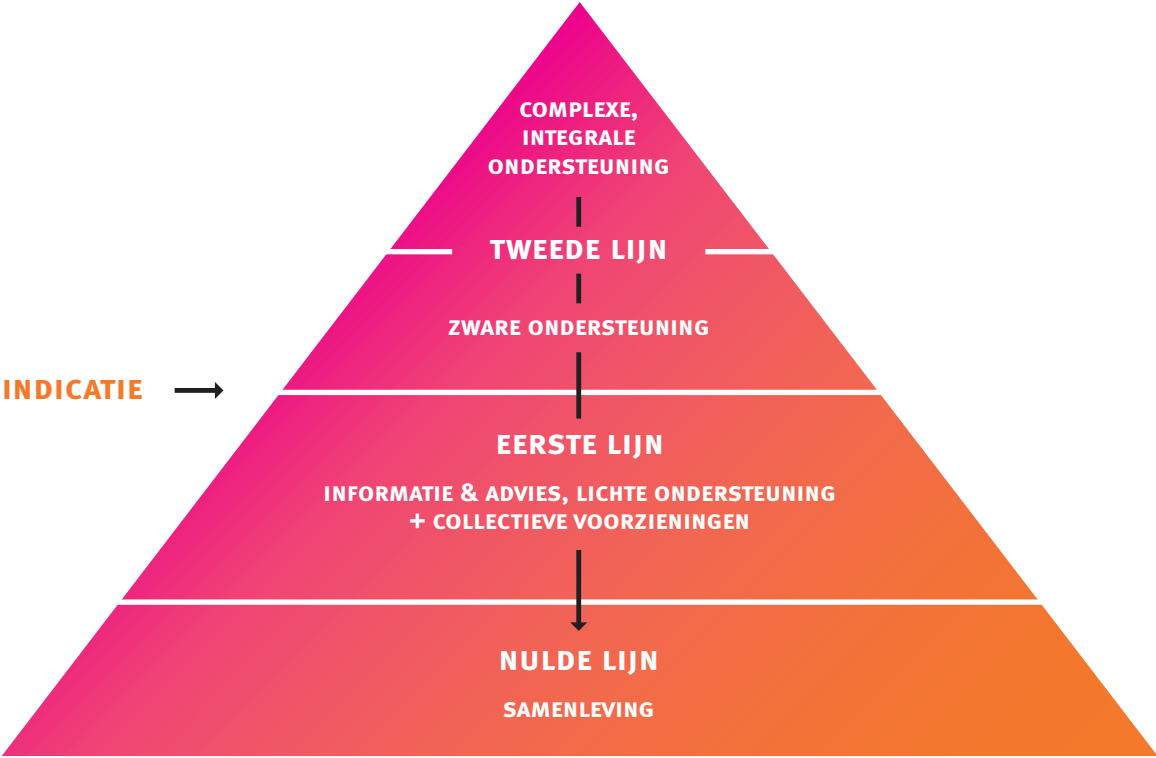 COMPLEXE,
INTEGRALE
ONDERSTEUNING
TWEEDE LIJN
ZWARE ONDERSTEUNING
INDICATIE
EERSTE LIJN
INFORMATIE & ADVIES, LICHTE ONDERSTEUNING
+ COLLECTIEVE VOORZIENINGEN
NULDE LIJN
SAMENLEVING